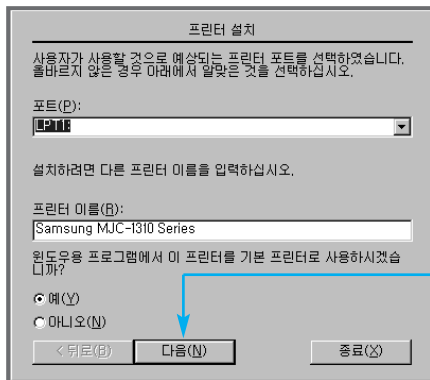 프린터 설치
사용자가 사용할 것으로 예상되는 프린터 포트를 선택하였습니다.
올바르지 않은 경우 아래에서 알맞은 것을 선택하십시오.
포트(P):
LPT1:
설치하려면 다른 프린터 이름을 입력하십시오.
프린터 이름(R):
Samsung MJC-1310 Series
윈도우용 프로그램에서 이 프린터를 기본 프린터로 사용하시겠습
니까?
예(Y)
아니오(N)
< 뒤로(B)
다음(N)
종료(X)